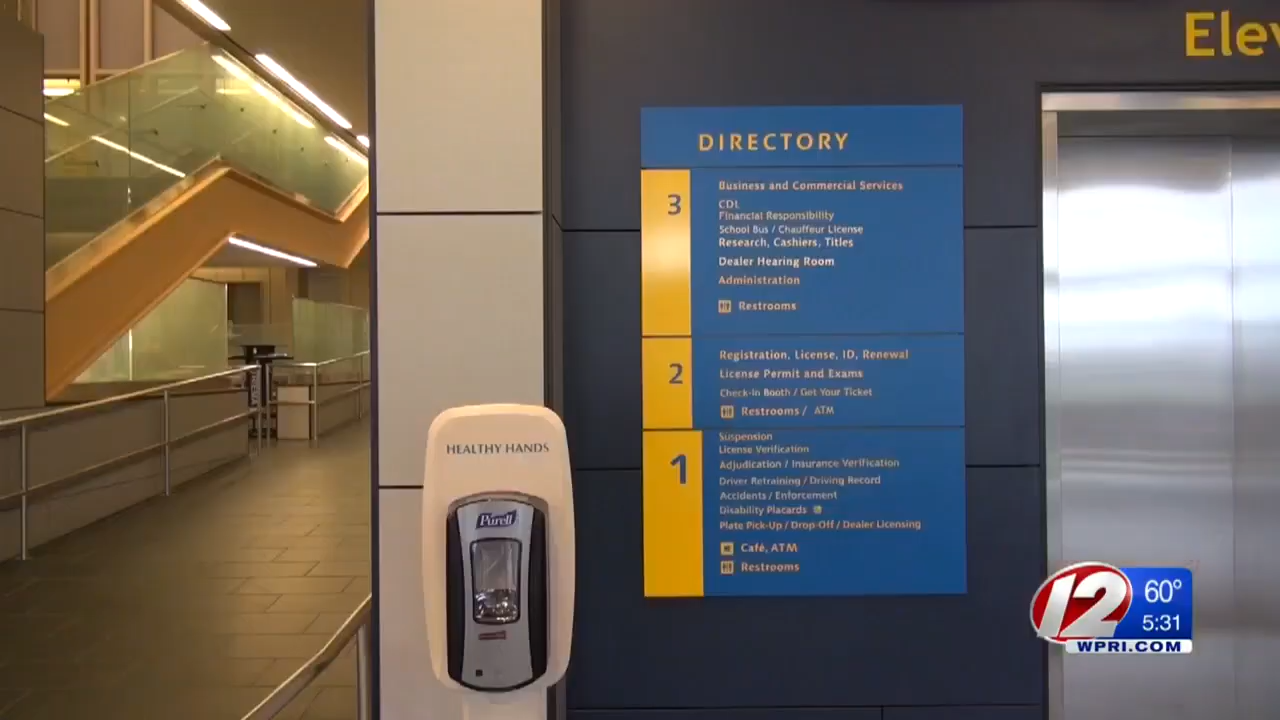 Elev
DIRECTORY
3
Business and Commercial Services
CDL
Financial Responsibility
School Bus / Chauffeur License
Research, Cashiers, Titles
Dealer Hearing Room
Administration
Restrooms
2
Registration, License, ID, Renewal
License Permit and Exams
Check-In Booth / Get Your Ticket
Restrooms / ATM
1
Suspension
License Verification
Adjudication / Insurance Verification
Driver Retraining / Driving Record
Accidents / Enforcement
Disability Placards
Plate Pick-Up / Drop-Off / Dealer Licensing
Café, ATM
Restrooms
HEALTHY HANDS
Purell
12
60°
5:31
WPRI.COM